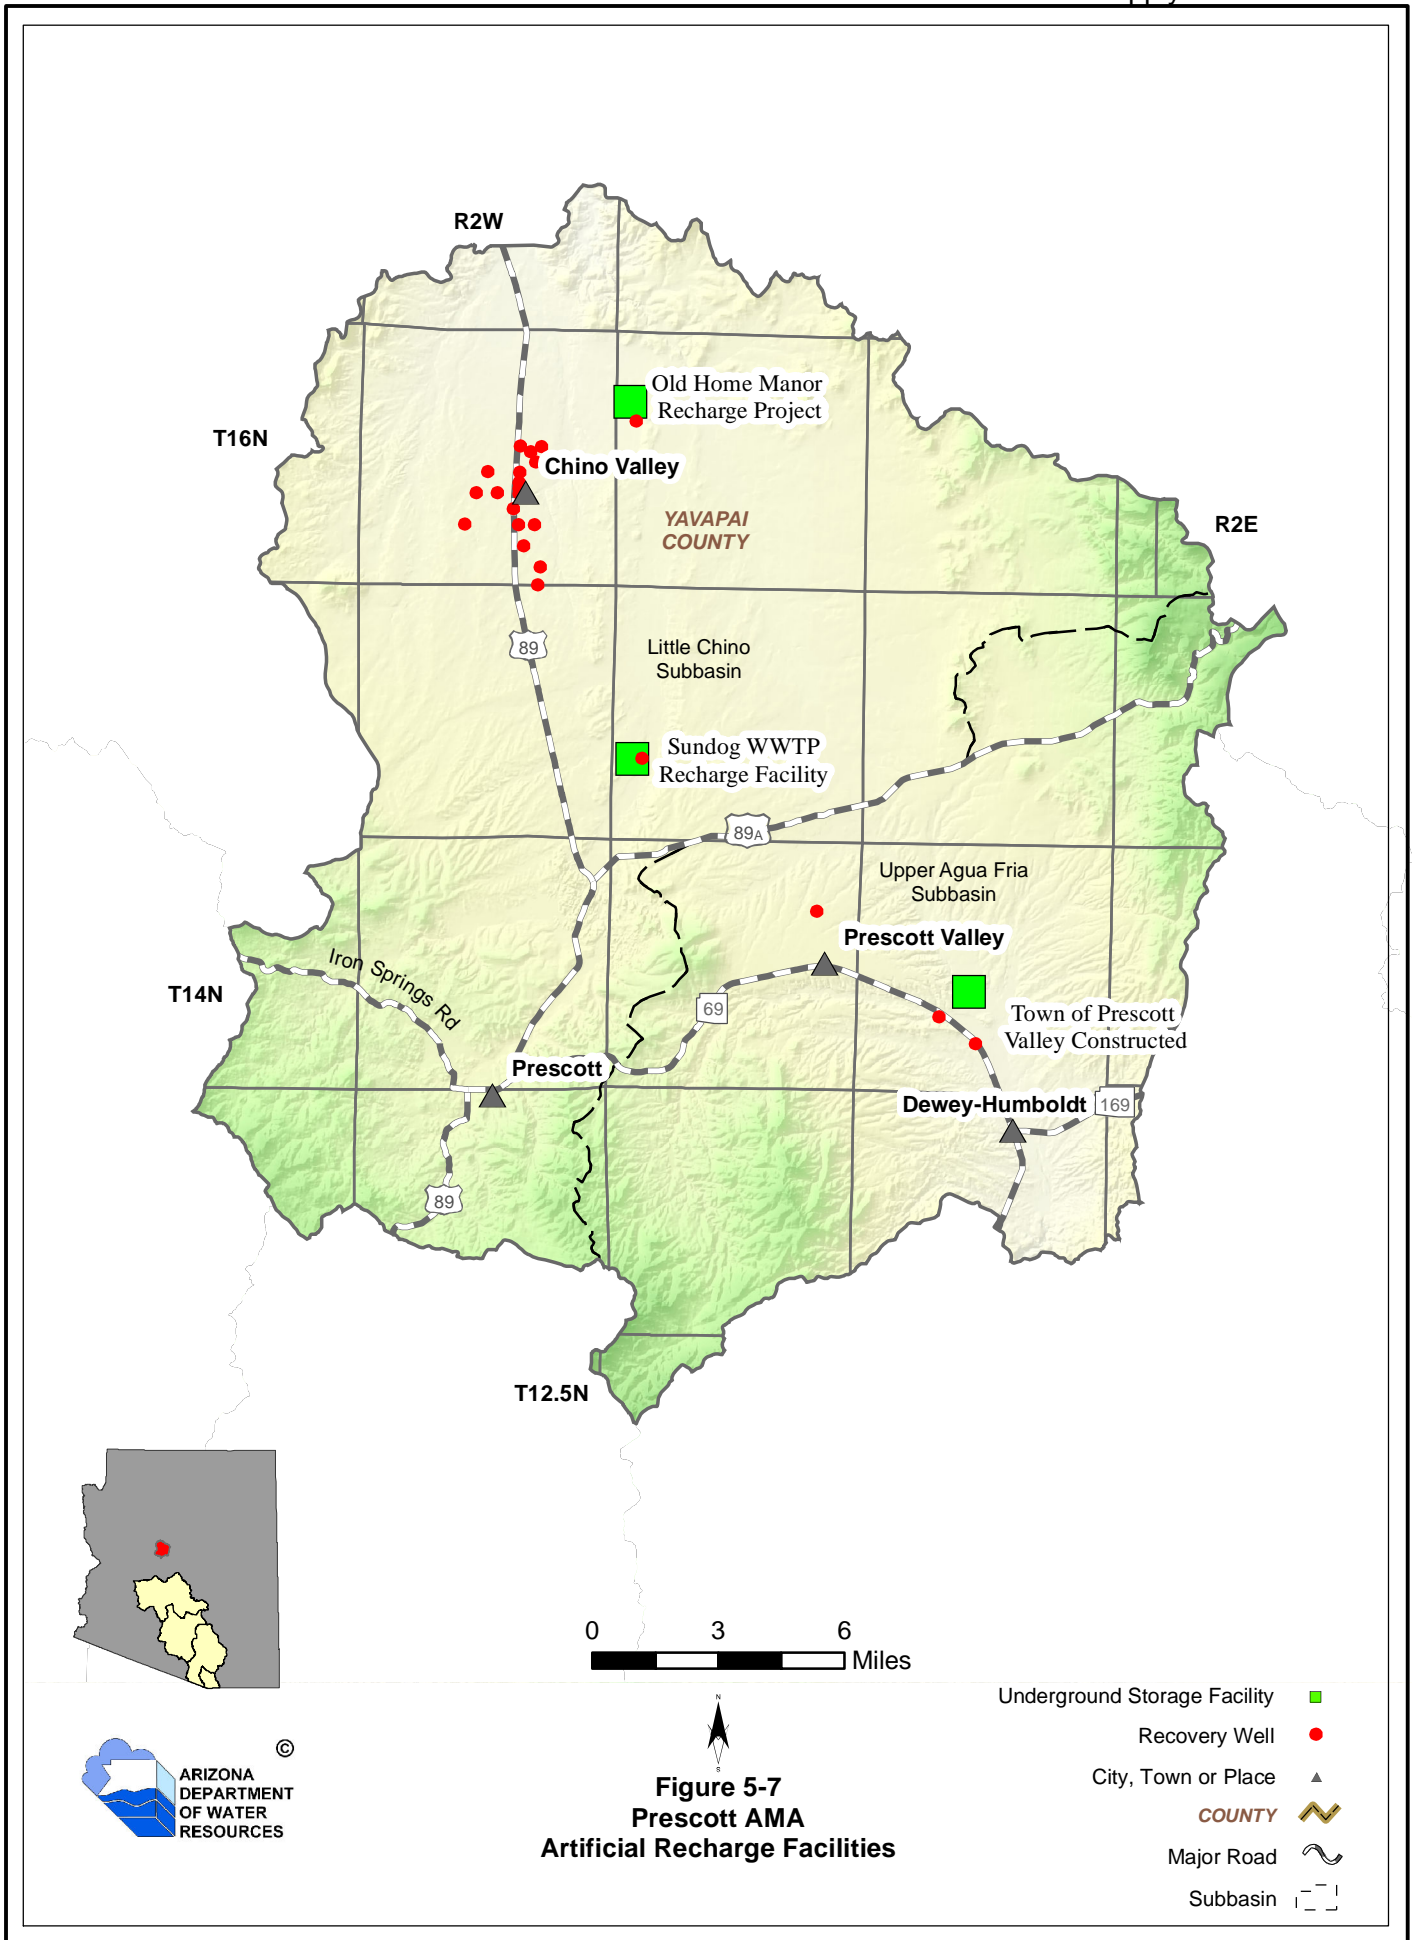 R2W
Old Home Manor
Recharge Project
T16N
Chino Valley
YAVAPAI
COUNTY
R2E
89
Little Chino
Subbasin
Sundog WWTP
Recharge Facility
89A
Upper Agua Fria
Subbasin
Prescott Valley
Iron Springs Rd
T14N
69
Town of Prescott
Valley Constructed
Prescott
Dewey-Humboldt
169
89
T12.5N
0 3 6
Miles
N
S
Underground Storage Facility
Recovery Well
City, Town or Place
COUNTY
Major Road
Subbasin
©
ARIZONA
DEPARTMENT
OF WATER
RESOURCES
Figure 5-7
Prescott AMA
Artificial Recharge Facilities